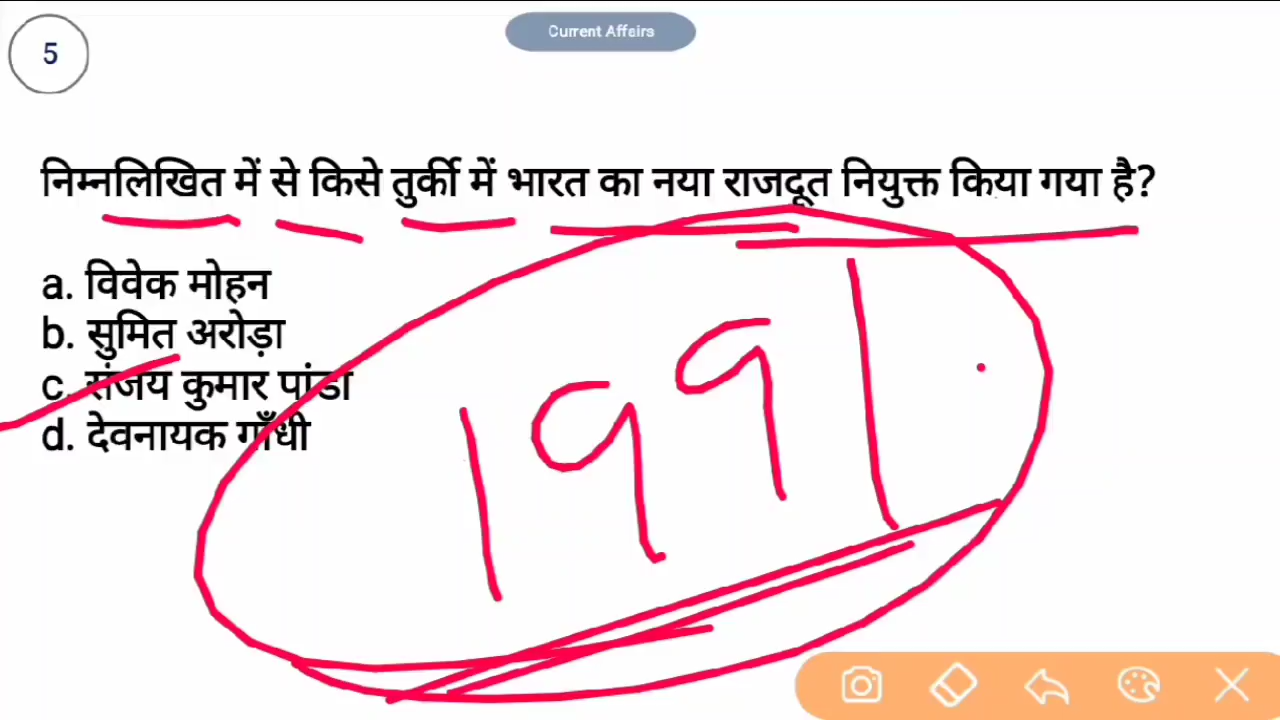 5
Current Affairs
निम्नलिखित में से किसे तुर्की में भारत का नया राजदूत नियुक्त किया गया है?
a. विवेक मोहन
b. सुमित अरोड़ा
c. संजय कुमार पांडा
d. देवनायक गाँधी
1991